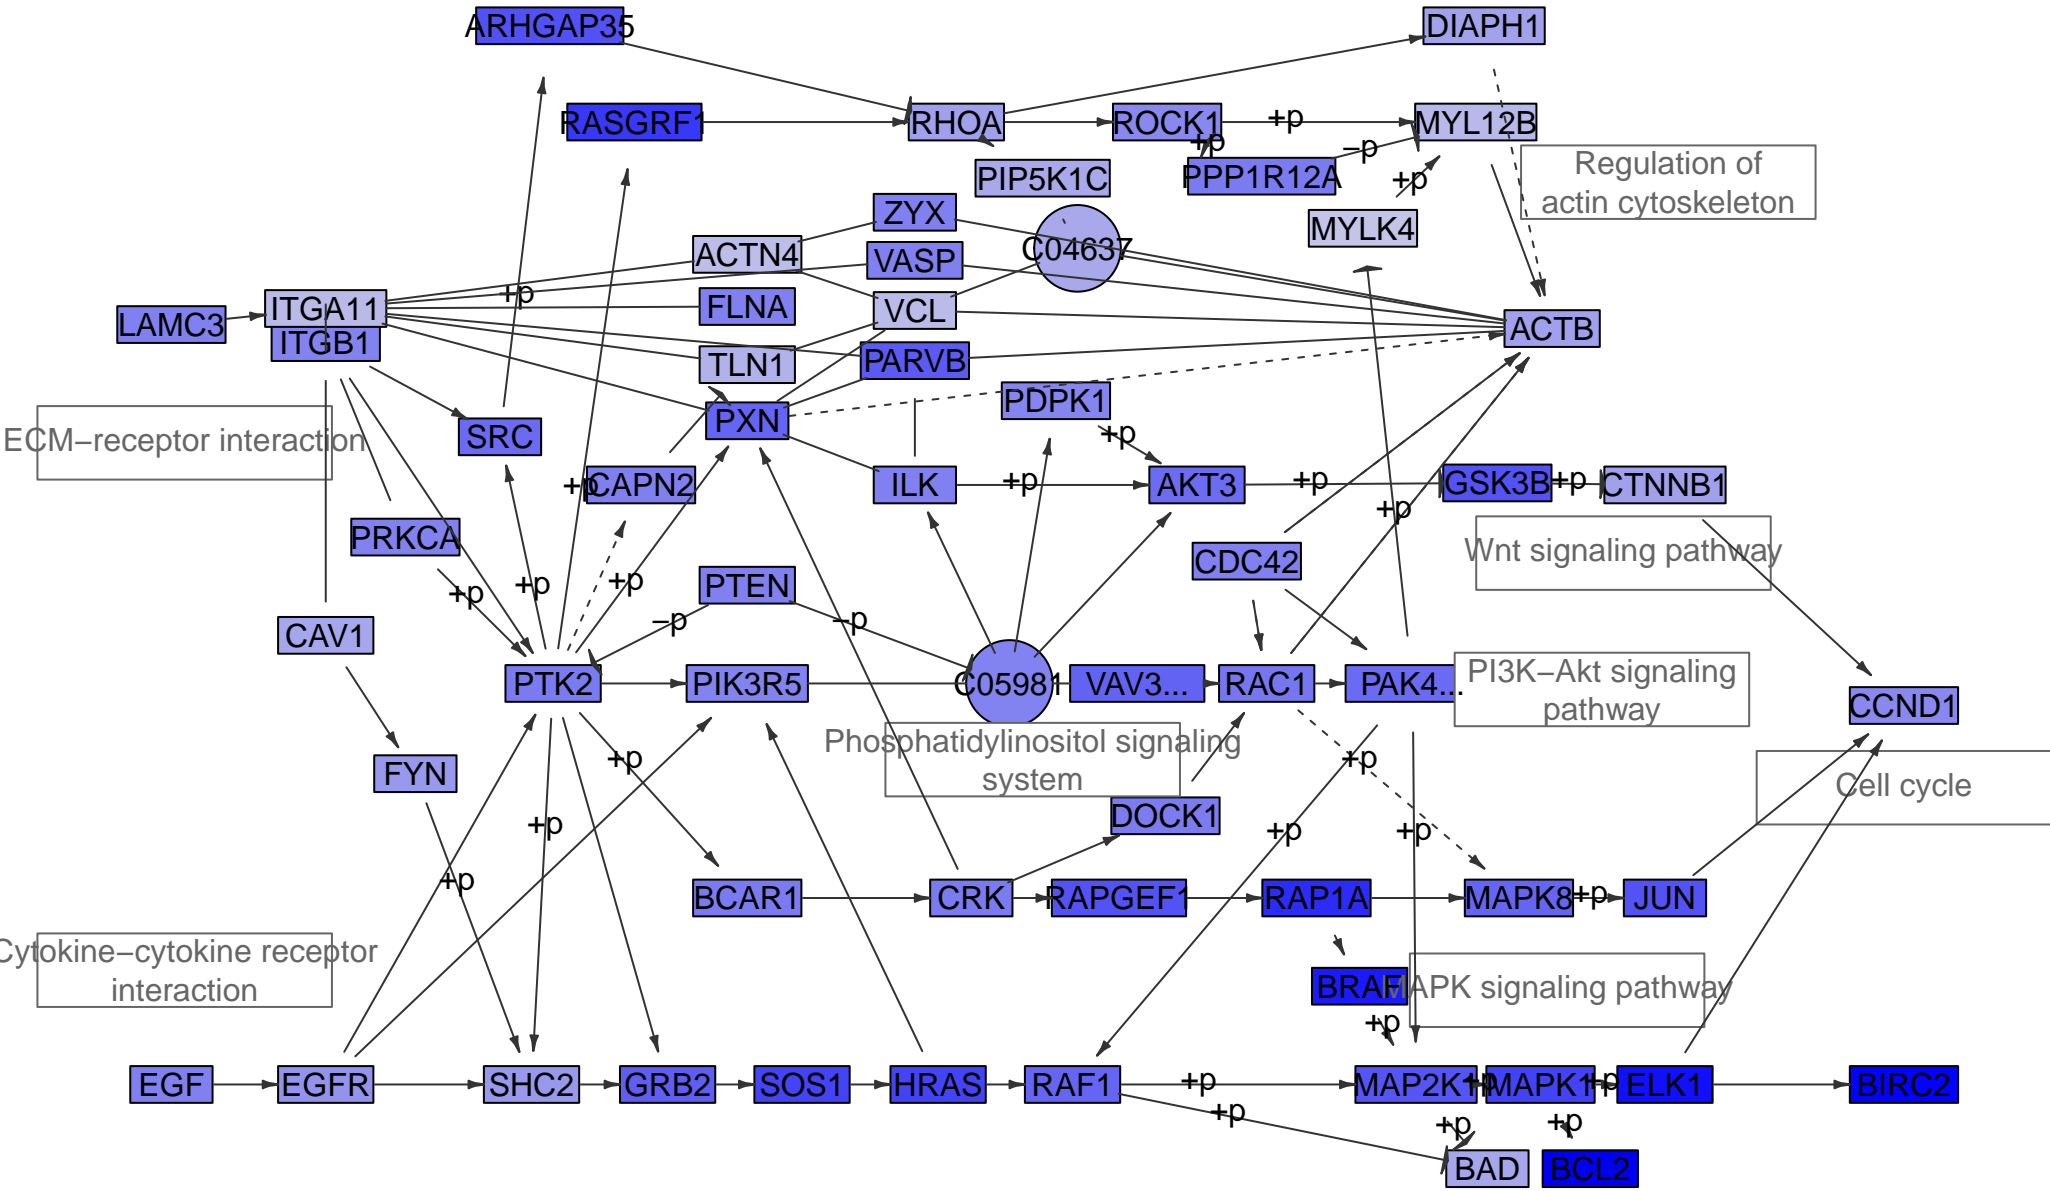 ARHGAP35
DIAPH1
RASGRF1
RHOA
ROCK1
+p
MYL12B
+p
−p
PIP5K1C
PPP1R12A
+p
Regulation of
actin cytoskeleton
ZYX
MYLK4
ACTN4
C04637
VASP
+p
ITGA11
FLNA
VCL
LAMC3
ITGB1
ACTB
TLN1
PARVB
PDPK1
PXN
+p
ECM−receptor interaction
SRC
+p
CAPN2
ILK
+p
AKT3
+p
GSK3B
+p
CTNNB1
+p
PRKCA
Wnt signaling pathway
CDC42
+p
+p
+p
PTEN
−p
−p
CAV1
PTK2
PIK3R5
C05981
VAV3...
RAC1
PAK4...
PI3K−Akt signaling
pathway
CCND1
Phosphatidylinositol signaling
system
+p
+p
FYN
Cell cycle
DOCK1
+p
+p
+p
+p
BCAR1
CRK
RAPGEF1
RAP1A
MAPK8
+p
JUN
Cytokine−cytokine receptor
interaction
BRAF
MAPK signaling pathway
+p
EGF
EGFR
SHC2
GRB2
SOS1
HRAS
RAF1
+p
MAP2K1
+p
MAPK1
+p
ELK1
BIRC2
+p
+p
+p
BAD
BCL2